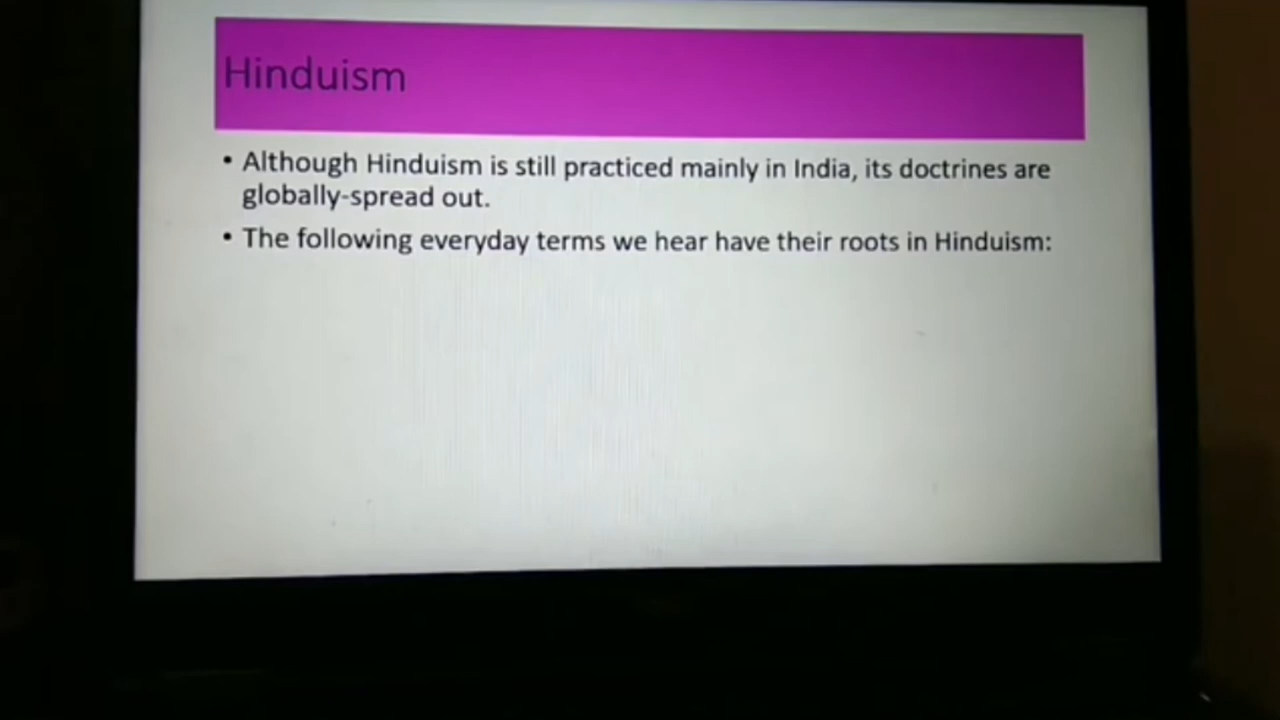 Hinduism
• Although Hinduism is still practiced mainly in India, its doctrines are
globally-spread out.
• The following everyday terms we hear have their roots in Hinduism: